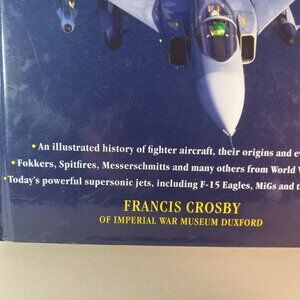 • An illustrated history of fighter aircraft, their origins and
• Fokkers, Spitfires, Messerschmitts and many others from World
• Today's powerful supersonic jets, including F-15 Eagles, MiGs and
FRANCIS CROSBY
OF IMPERIAL WAR MUSEUM DUXFORD